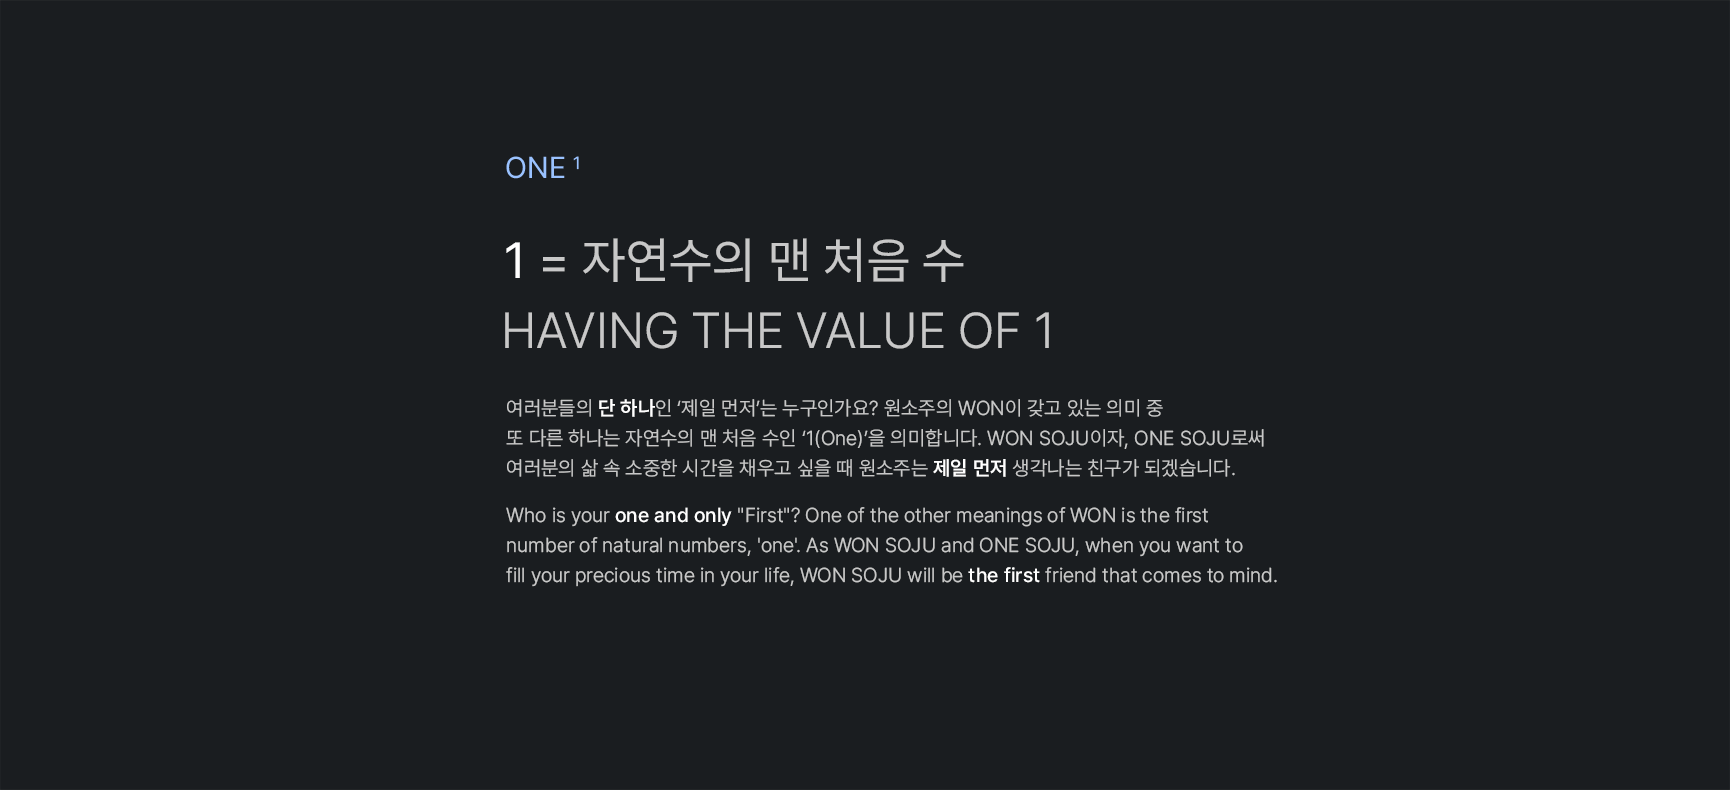 ONE ¹
1 = 자연수의 맨 처음 수
HAVING THE VALUE OF 1
여러분들의 단 하나인 ‘제일 먼저’는 누구인가요? 원소주의 WON이 갖고 있는 의미 중
또 다른 하나는 자연수의 맨 처음 수인 ‘1(One)’을 의미합니다. WON SOJU이자, ONE SOJU로써
여러분의 삶 속 소중한 시간을 채우고 싶을 때 원소주는 제일 먼저 생각나는 친구가 되겠습니다.
Who is your one and only "First"? One of the other meanings of WON is the first
number of natural numbers, 'one'. As WON SOJU and ONE SOJU, when you want to
fill your precious time in your life, WON SOJU will be the first friend that comes to mind.